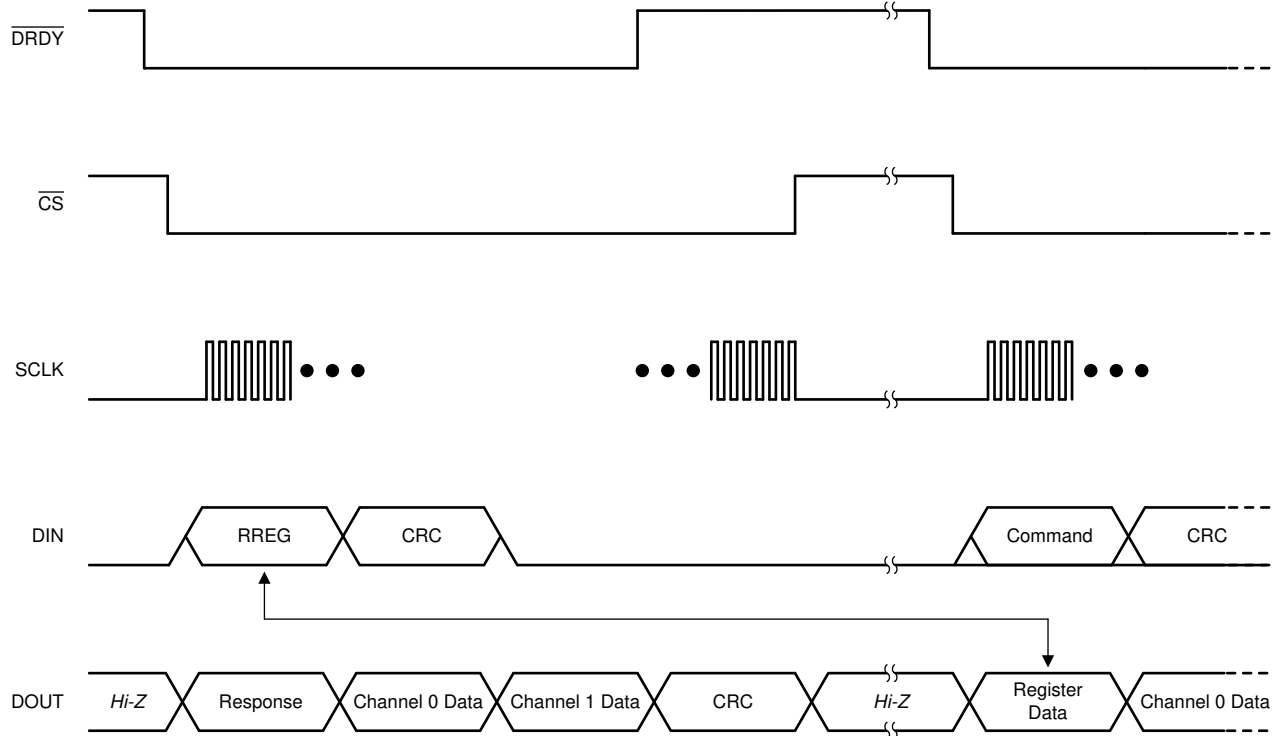 DRDY
CS
SCLK
DIN
RREG
CRC
Command
CRC
DOUT
Hi-Z
Response
Channel 0 Data
Channel 1 Data
CRC
Hi-Z
Register
Data
Channel 0 Data